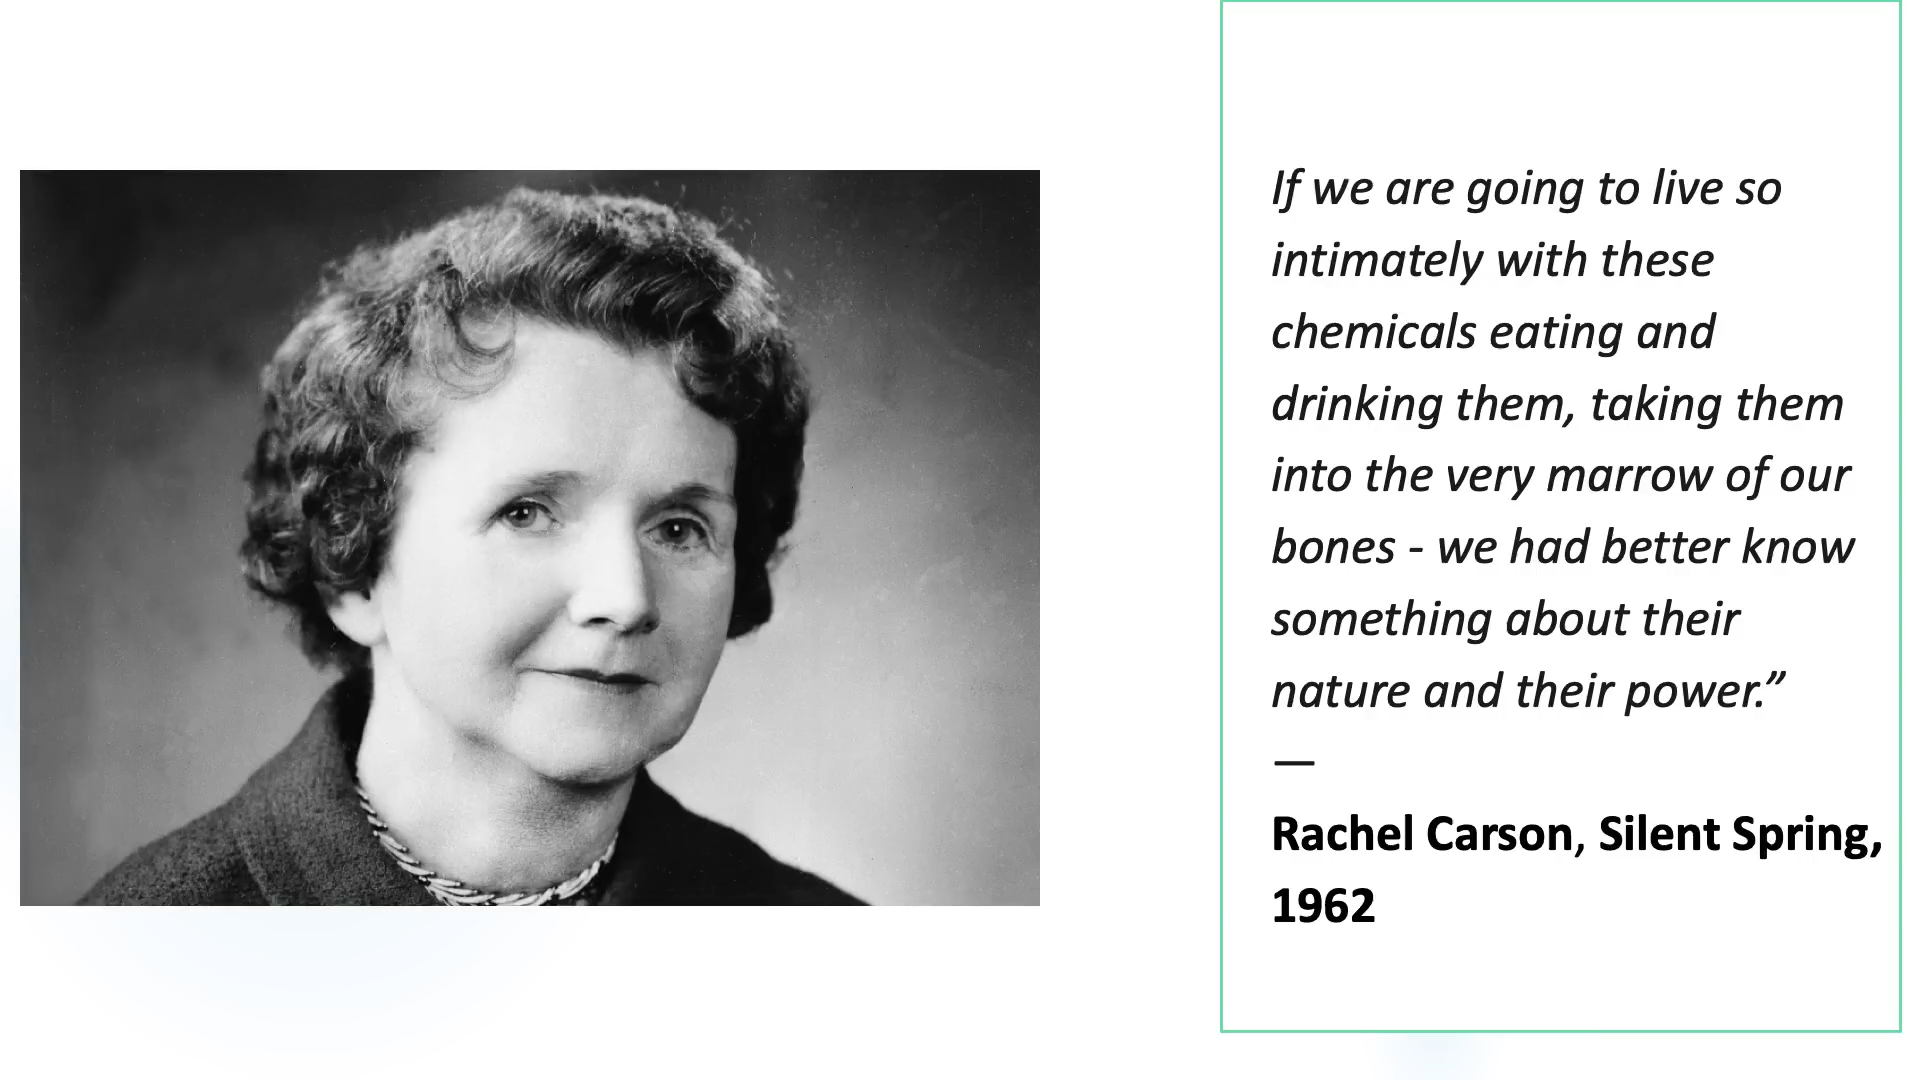 If we are going to live so
intimately with these
chemicals eating and
drinking them, taking them
into the very marrow of our
bones - we had better know
something about their
nature and their power.”
—
Rachel Carson, Silent Spring,
1962